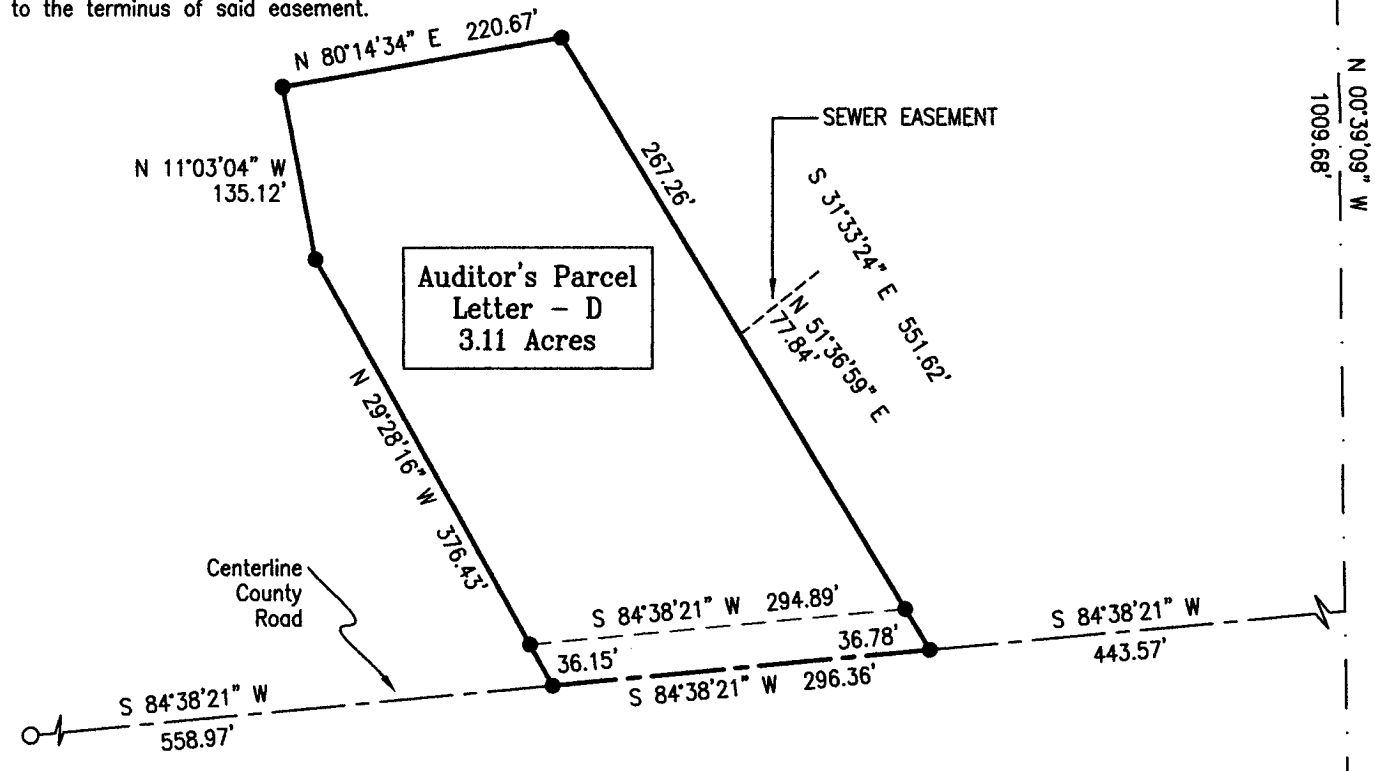 to the terminus of said easement.
N 80°14'34" E 220.67'
N 00°39'09" W
1009.68'
SEWER EASEMENT
N 11°03'04" W
135.12'
267.26'
S 31°33'24" E 551.62'
Auditor's Parcel
Letter – D
3.11 Acres
N 51°36'59" E
77.84'
N 29°28'16" W 376.43'
Centerline
County
Road
S 84°38'21" W 294.89'
S 84°38'21" W
443.57'
36.78'
36.15'
S 84°38'21" W 296.36'
S 84°38'21" W
558.97'